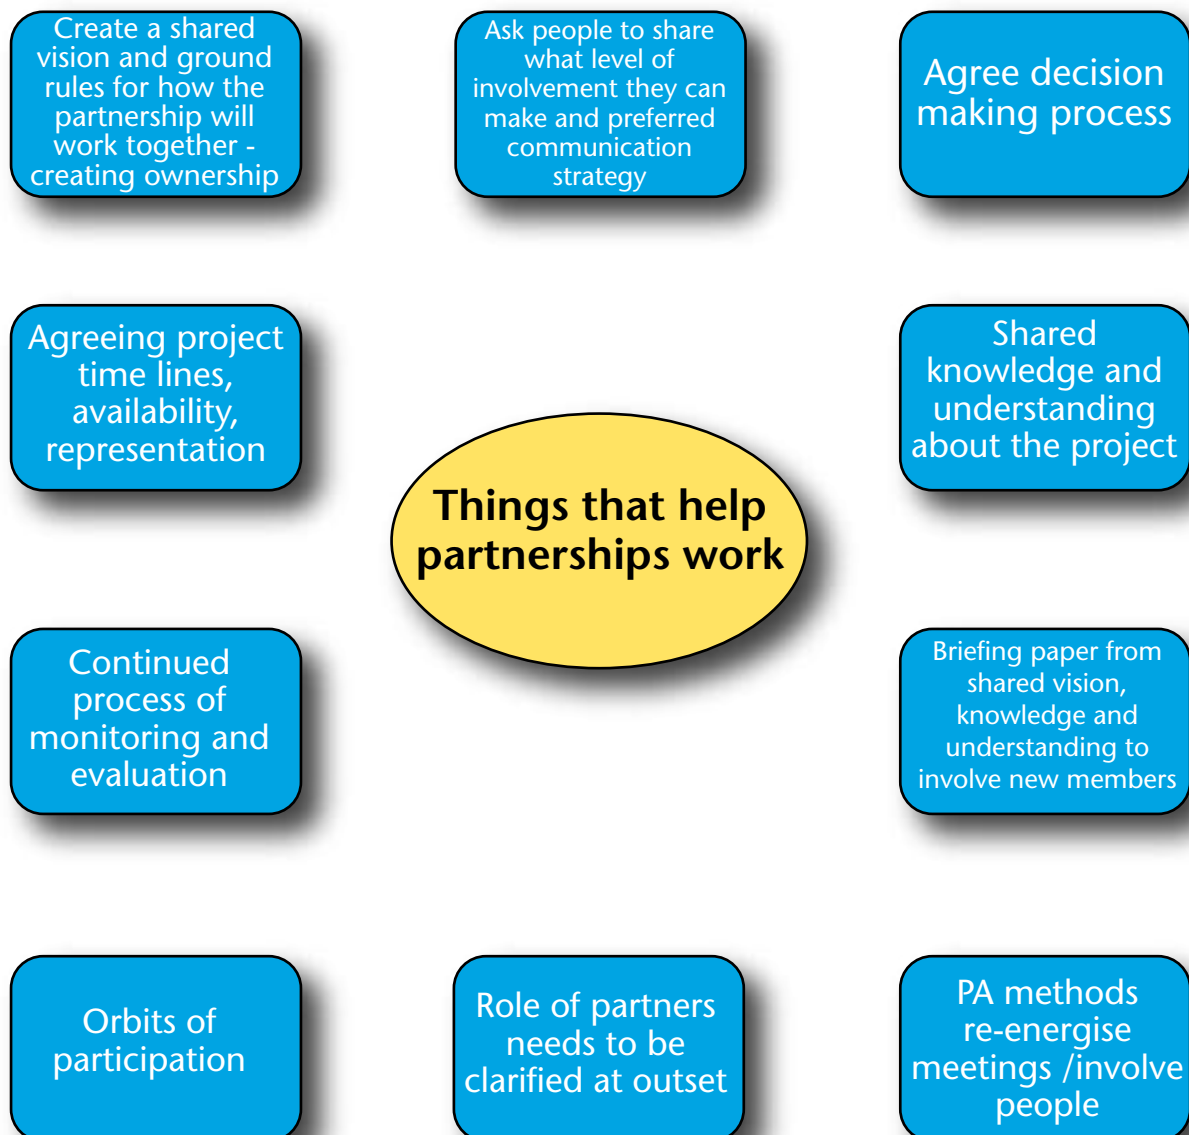 Create a shared
vision and ground
rules for how the
partnership will
work together -
creating ownership
Ask people to share
what level of
involvement they can
make and preferred
communication
strategy
Agree decision
making process
Agreeing project
time lines,
availability,
representation
Shared
knowledge and
understanding
about the project
Things that help
partnerships work
Continued
process of
monitoring and
evaluation
Briefing paper from
shared vision,
knowledge and
understanding to
involve new members
Orbits of
participation
Role of partners
needs to be
clarified at outset
PA methods
re-energise
meetings /involve
people